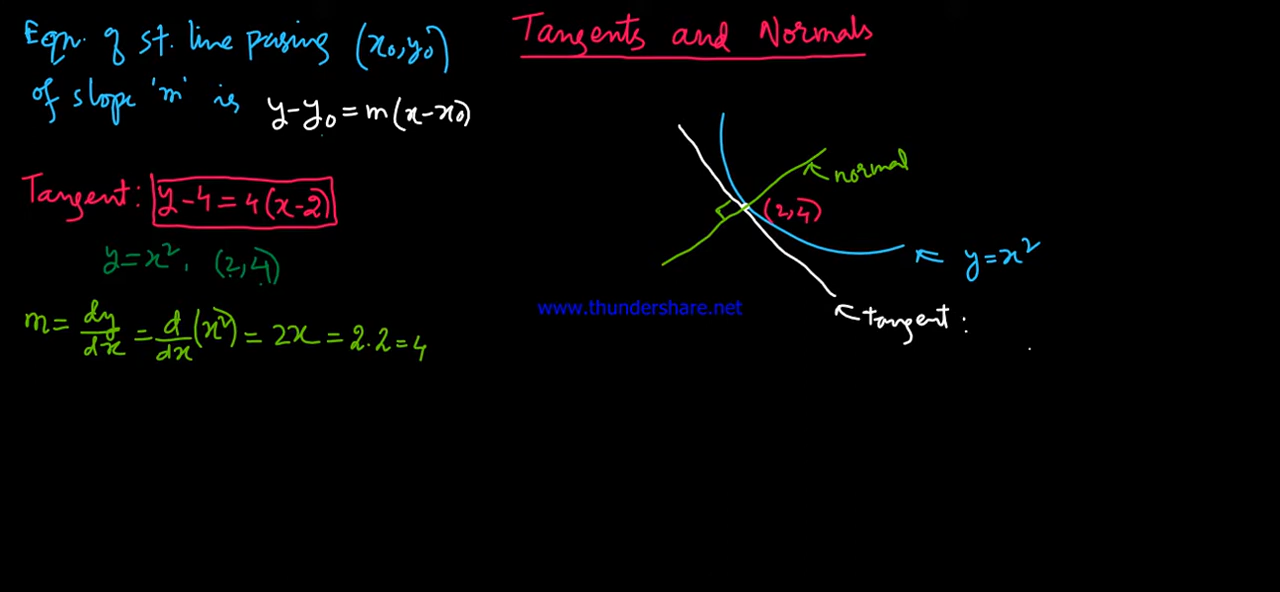 Eqn. of st. line passing (x₀, y₀)
of slope 'm' is y-y₀ = m(x-x₀)
Tangent: y-4 = 4(x-2)
y = x², (2,4)
m = dy/dx = d/dx (x²) = 2x = 2.2 = 4
Tangents and Normals
normal
(2,4)
y = x²
www.thundershare.net
tangent: